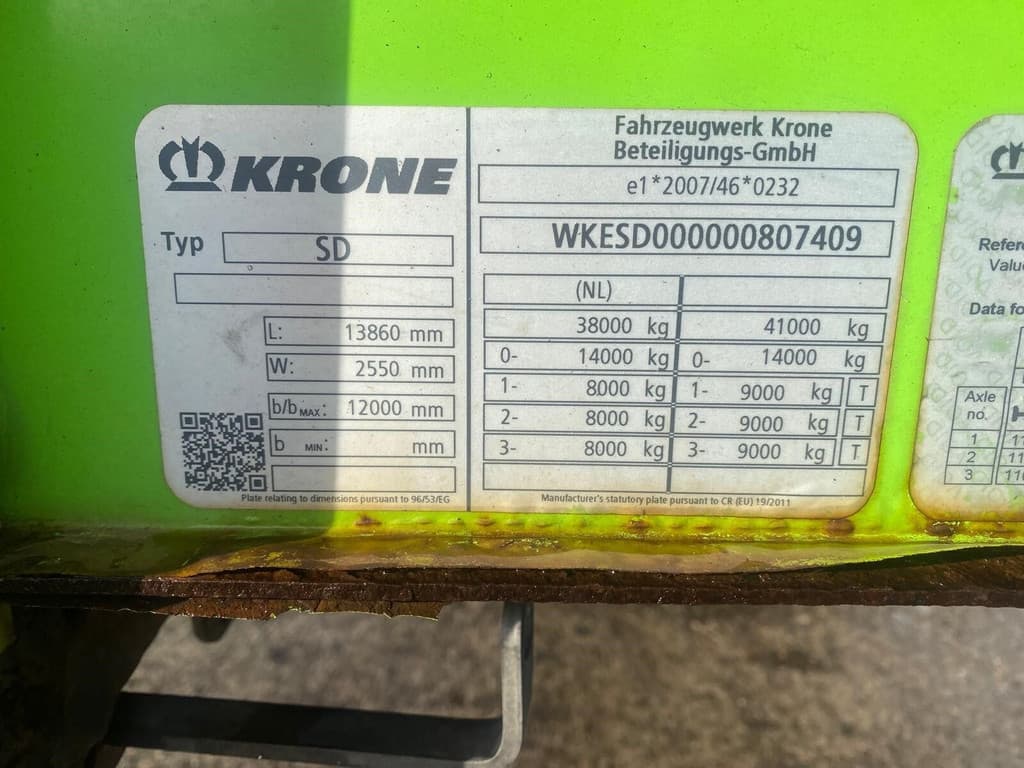 KRONE
Typ SD
L: 13860 mm
W: 2550 mm
b/b MAX: 12000 mm
b MIN: mm
Plate relating to dimensions pursuant to 96/53/EG
Fahrzeugwerk Krone
Beteiligungs-GmbH
e1*2007/46*0232
WKESD000000807409
(NL)
38000 kg 41000 kg
0- 14000 kg 0- 14000 kg
1- 8000 kg 1- 9000 kg T
2- 8000 kg 2- 9000 kg T
3- 8000 kg 3- 9000 kg T
Manufacturer's statutory plate pursuant to CR (EU) 19/2011
Data fo
Axle
no.
1
2
3